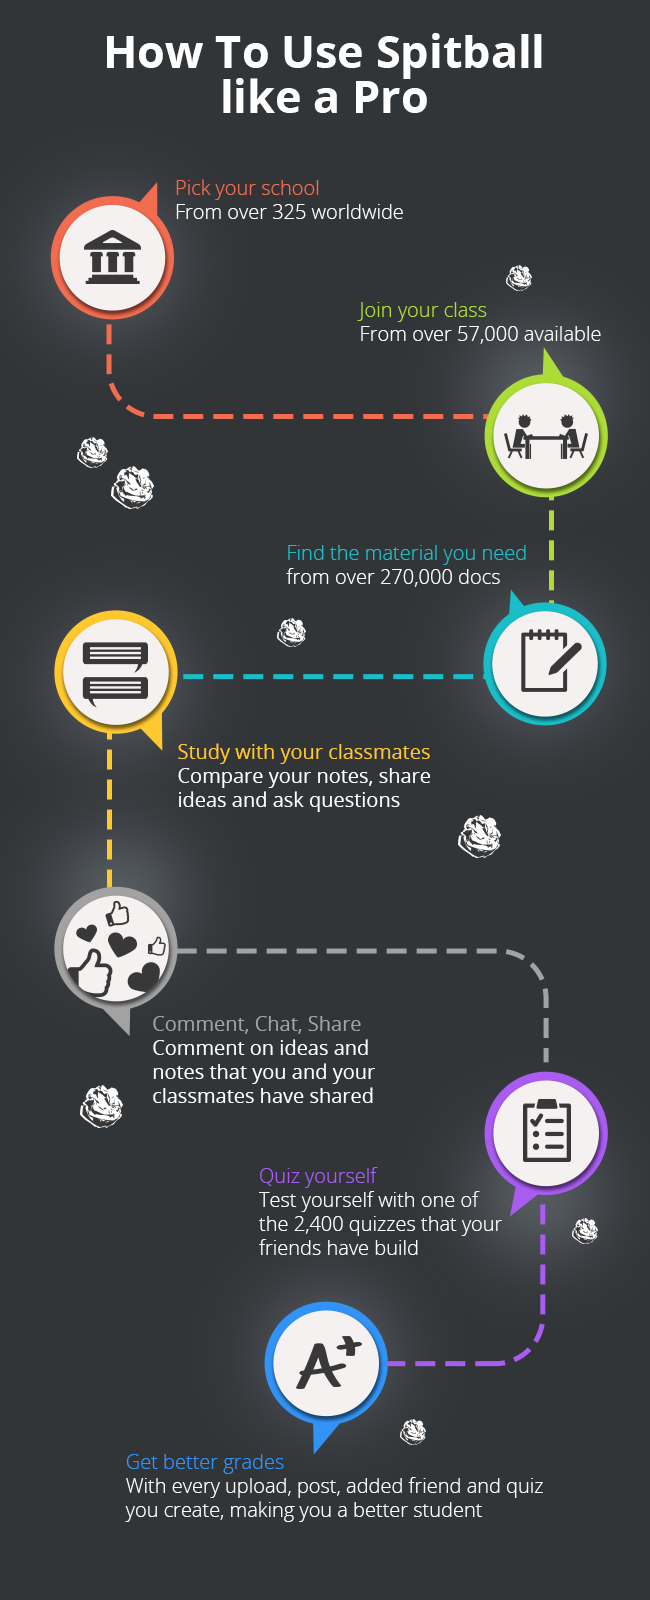 How To Use Spitball
like a Pro
Pick your school
From over 325 worldwide
Join your class
From over 57,000 available
Find the material you need
from over 270,000 docs
Study with your classmates
Compare your notes, share
ideas and ask questions
Comment, Chat, Share
Comment on ideas and
notes that you and your
classmates have shared
Quiz yourself
Test yourself with one of
the 2,400 quizzes that your
friends have build
A+
Get better grades
With every upload, post, added friend and quiz
you create, making you a better student